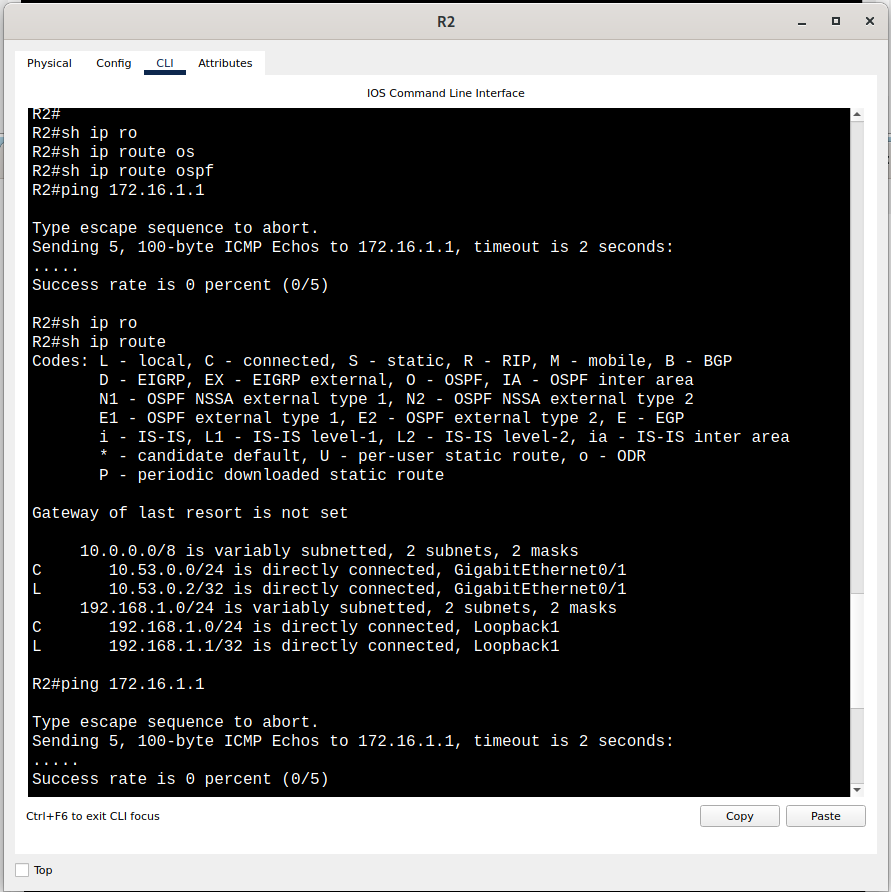 R2
Physical Config CLI Attributes
IOS Command Line Interface
R2#
R2#sh ip ro
R2#sh ip route os
R2#sh ip route ospf
R2#ping 172.16.1.1
Type escape sequence to abort.
Sending 5, 100-byte ICMP Echos to 172.16.1.1, timeout is 2 seconds:
.....
Success rate is 0 percent (0/5)
R2#sh ip ro
R2#sh ip route
Codes: L - local, C - connected, S - static, R - RIP, M - mobile, B - BGP
D - EIGRP, EX - EIGRP external, O - OSPF, IA - OSPF inter area
N1 - OSPF NSSA external type 1, N2 - OSPF NSSA external type 2
E1 - OSPF external type 1, E2 - OSPF external type 2, E - EGP
i - IS-IS, L1 - IS-IS level-1, L2 - IS-IS level-2, ia - IS-IS inter area
* - candidate default, U - per-user static route, o - ODR
P - periodic downloaded static route
Gateway of last resort is not set
10.0.0.0/8 is variably subnetted, 2 subnets, 2 masks
C 10.53.0.0/24 is directly connected, GigabitEthernet0/1
L 10.53.0.2/32 is directly connected, GigabitEthernet0/1
192.168.1.0/24 is variably subnetted, 2 subnets, 2 masks
C 192.168.1.0/24 is directly connected, Loopback1
L 192.168.1.1/32 is directly connected, Loopback1
R2#ping 172.16.1.1
Type escape sequence to abort.
Sending 5, 100-byte ICMP Echos to 172.16.1.1, timeout is 2 seconds:
.....
Success rate is 0 percent (0/5)
Ctrl+F6 to exit CLI focus
Copy Paste
Top